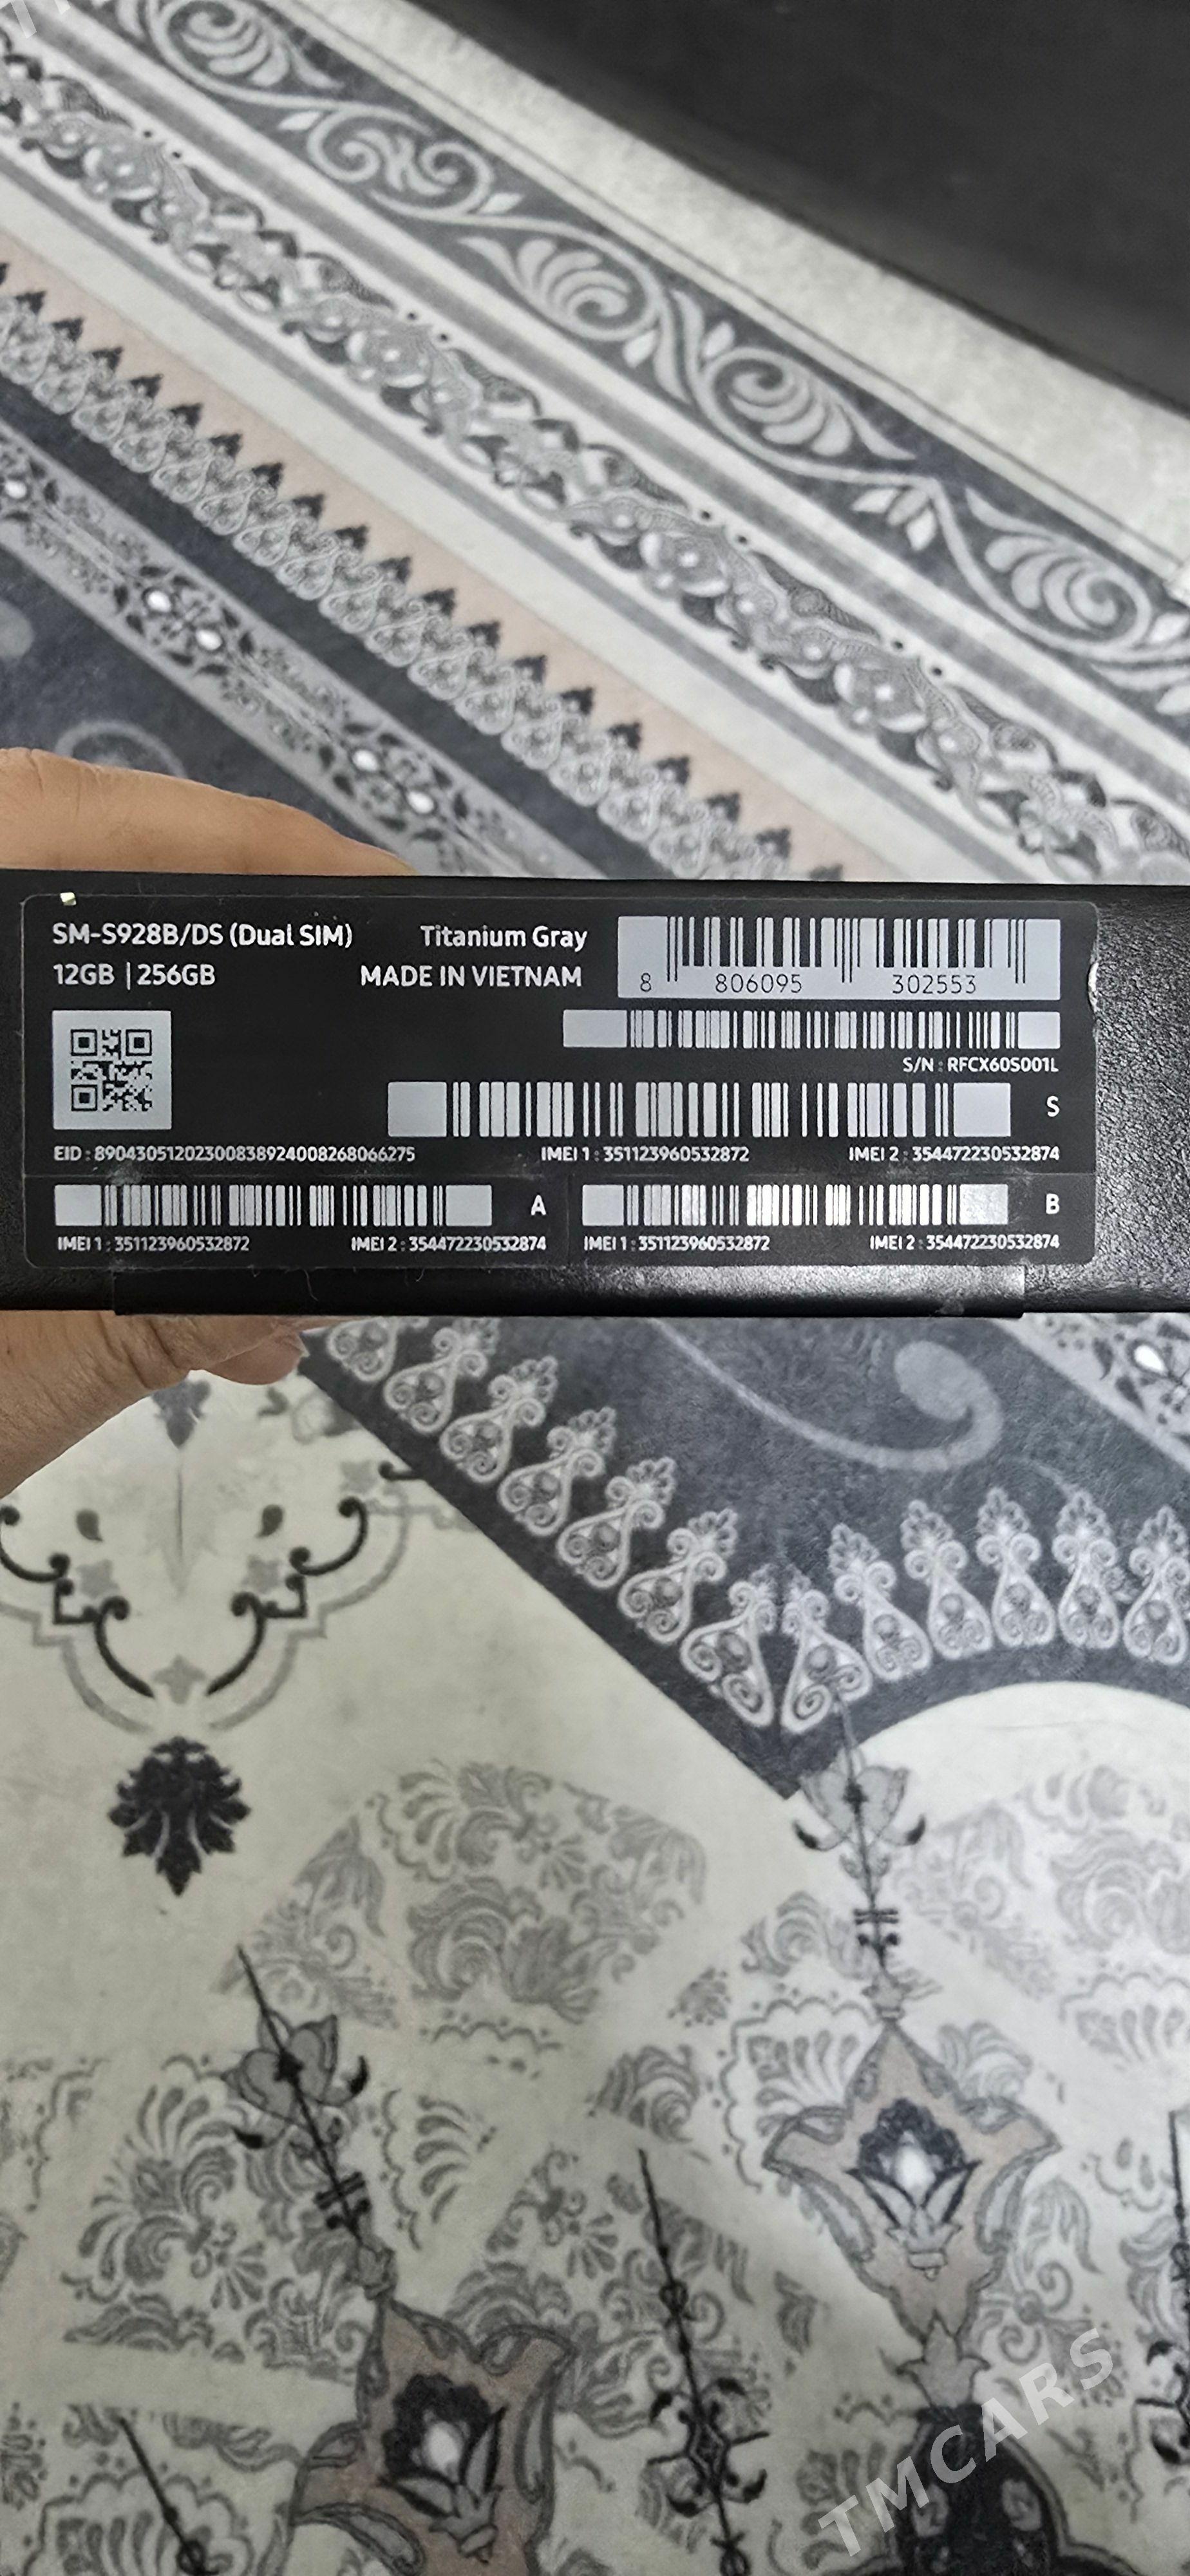 SM-S928B/DS (Dual SIM) Titanium Gray
12GB | 256GB MADE IN VIETNAM
8 806095 302553
S/N : RFCX60S001L
S
EID : 89043051202300838924008268066275 IMEI 1 : 351123960532872 IMEI 2 : 354472230532874
A
B
IMEI 1 : 351123960532872 IMEI 2 : 354472230532874
IMEI 1 : 351123960532872 IMEI 2 : 354472230532874
TMCARS